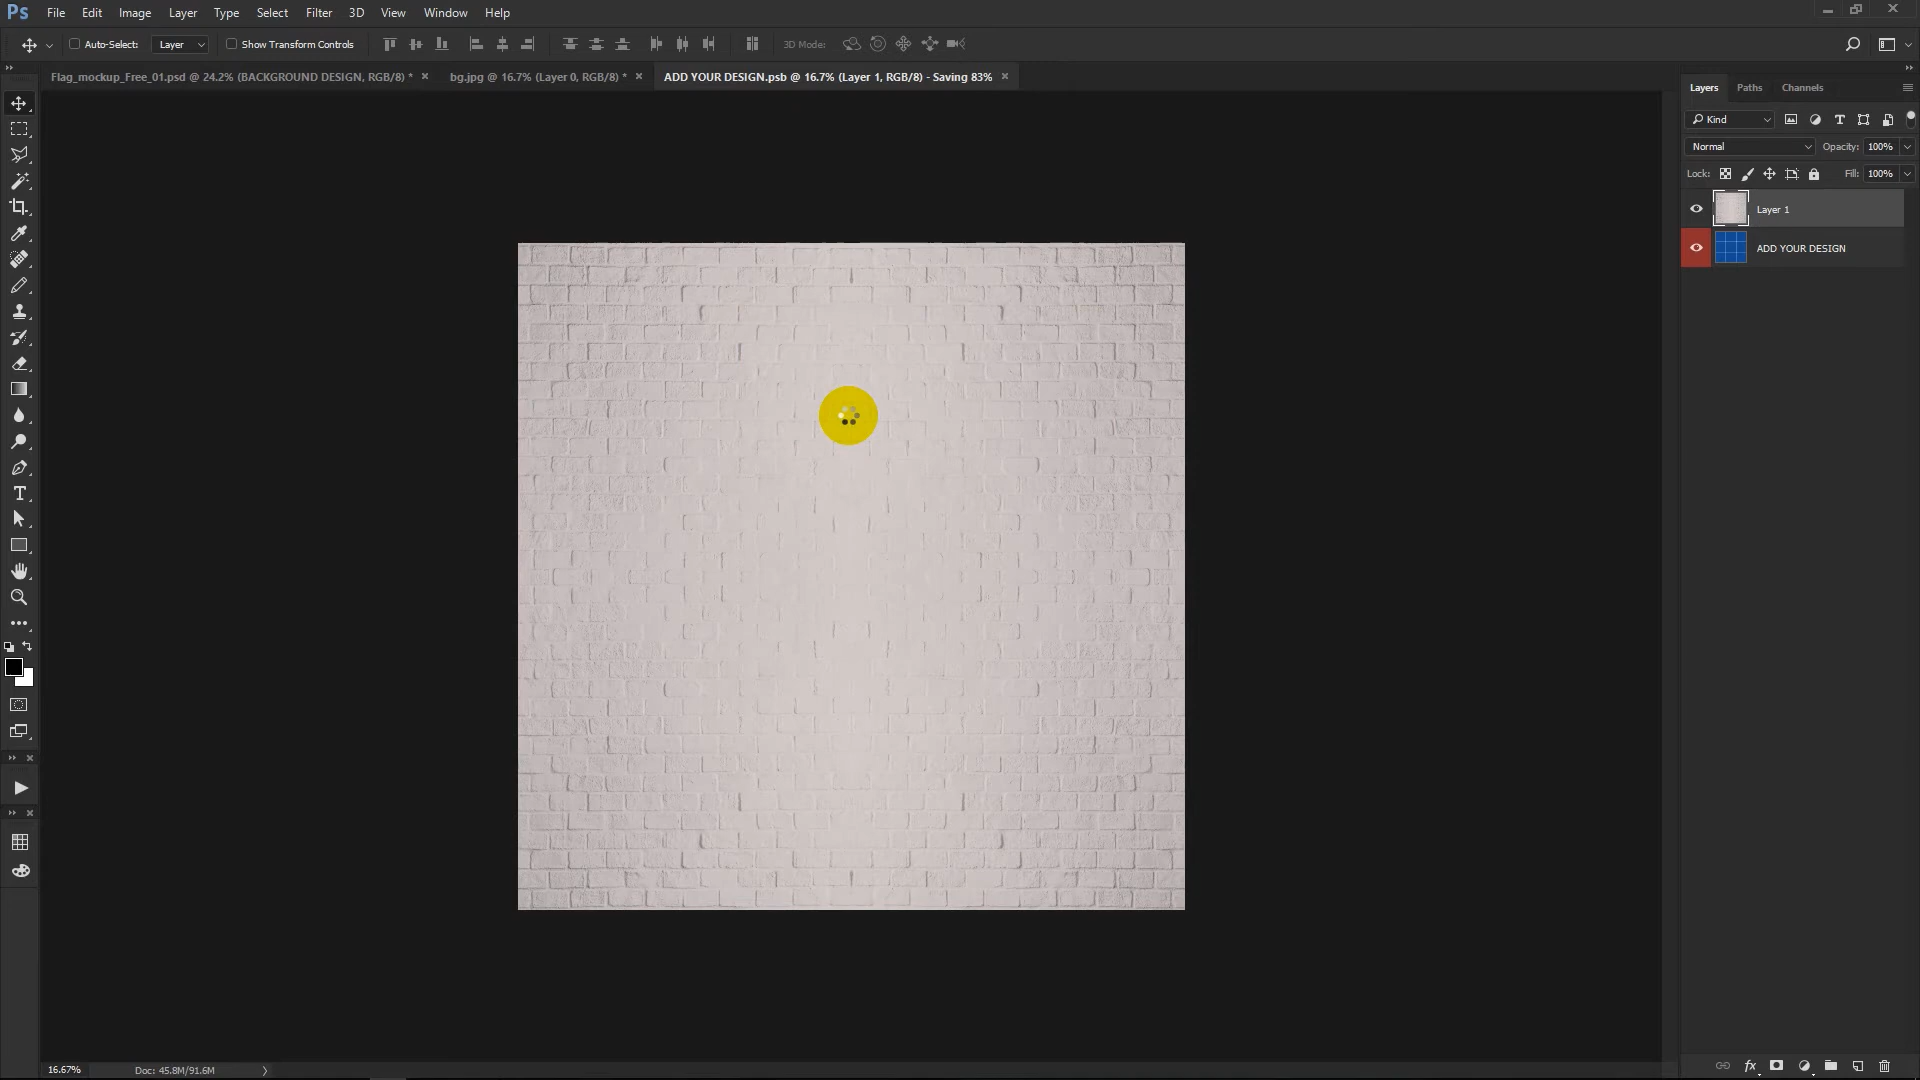 Ps File Edit Image Layer Type Select Filter 3D View Window Help
Auto-Select: Layer Show Transform Controls 3D Mode:
Flag_mockup_Free_01.psd @ 24.2% (BACKGROUND DESIGN, RGB/8) * × bg.jpg @ 16.7% (Layer 0, RGB/8) * × ADD YOUR DESIGN.psb @ 16.7% (Layer 1, RGB/8) - Saving 83% ×
Layers Paths Channels
Kind
Normal Opacity: 100%
Lock: Fill: 100%
Layer 1
ADD YOUR DESIGN
16.67% Doc: 45.8M/91.6M
fx